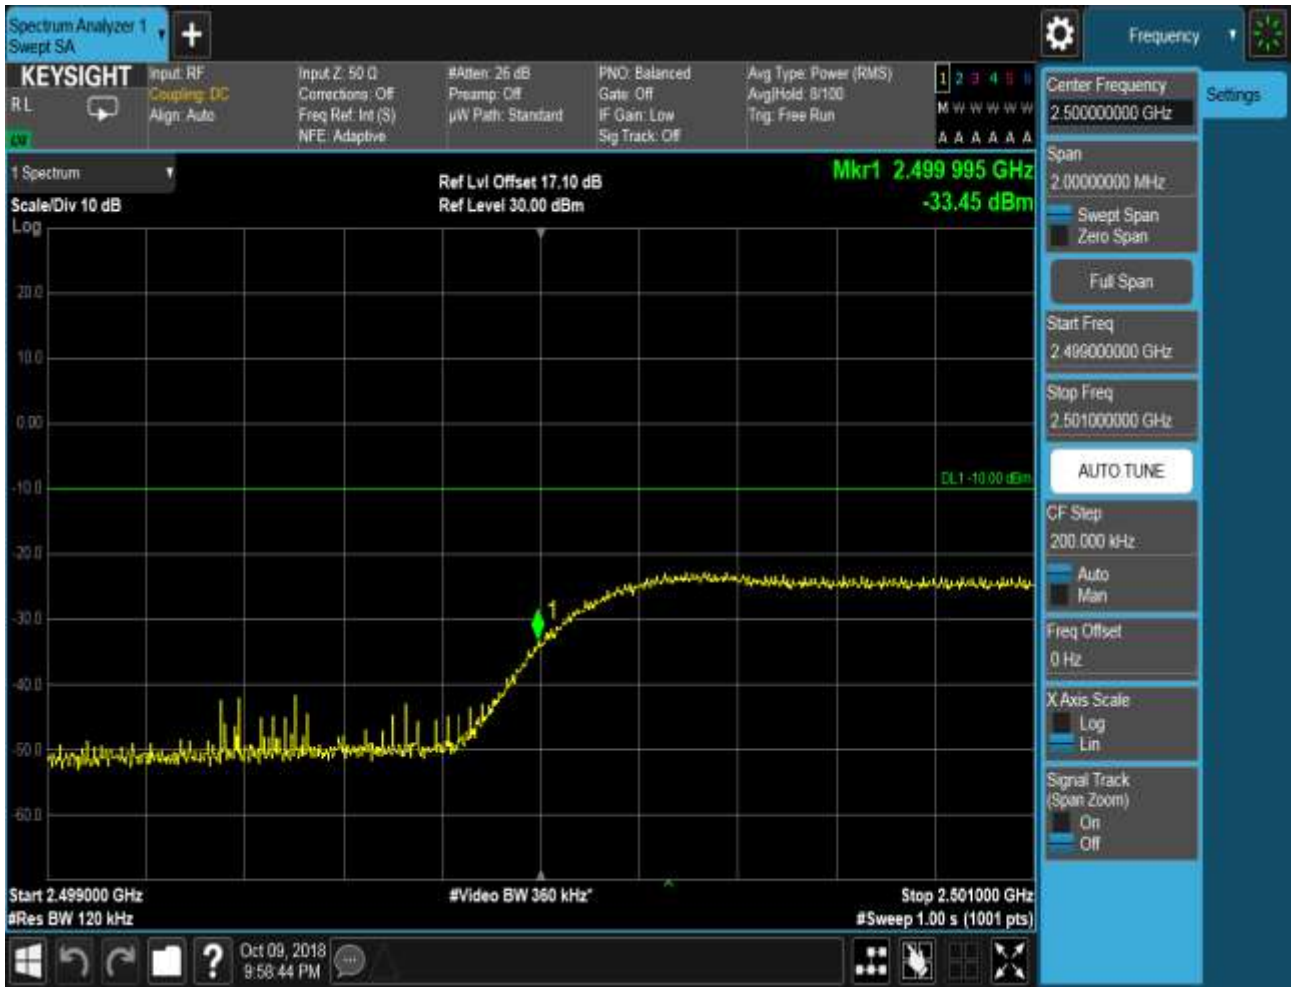 Spectrum Analyzer 1
Swept SA
+
Frequency
KEYSIGHT
RL
Input: RF
Coupling: DC
Align: Auto
Input Z: 50 Ω
Corrections: Off
Freq Ref: Int (S)
NFE: Adaptive
#Atten: 26 dB
Preamp: Off
µW Path: Standard
PNO: Balanced
Gate: Off
IF Gain: Low
Sig Track: Off
Avg Type: Power (RMS)
Avg|Hold: 8/100
Trig: Free Run
1 2 3 4 5 6
M W W W W W
A A A A A A
1 Spectrum
Scale/Div 10 dB
Log
Ref Lvl Offset 17.10 dB
Ref Level 30.00 dBm
Mkr1 2.499 995 GHz
-33.45 dBm
20.0
10.0
0.00
-10.0
-20.0
-30.0
-40.0
-50.0
-60.0
DL1 -10.00 dBm
1
Start 2.499000 GHz
#Res BW 120 kHz
#Video BW 360 kHz*
Stop 2.501000 GHz
#Sweep 1.00 s (1001 pts)
Center Frequency
2.500000000 GHz
Settings
Span
2.00000000 MHz
Swept Span
Zero Span
Full Span
Start Freq
2.499000000 GHz
Stop Freq
2.501000000 GHz
AUTO TUNE
CF Step
200.000 kHz
Auto
Man
Freq Offset
0 Hz
X Axis Scale
Log
Lin
Signal Track
(Span Zoom)
On
Off
?
Oct 09, 2018
9:58:44 PM